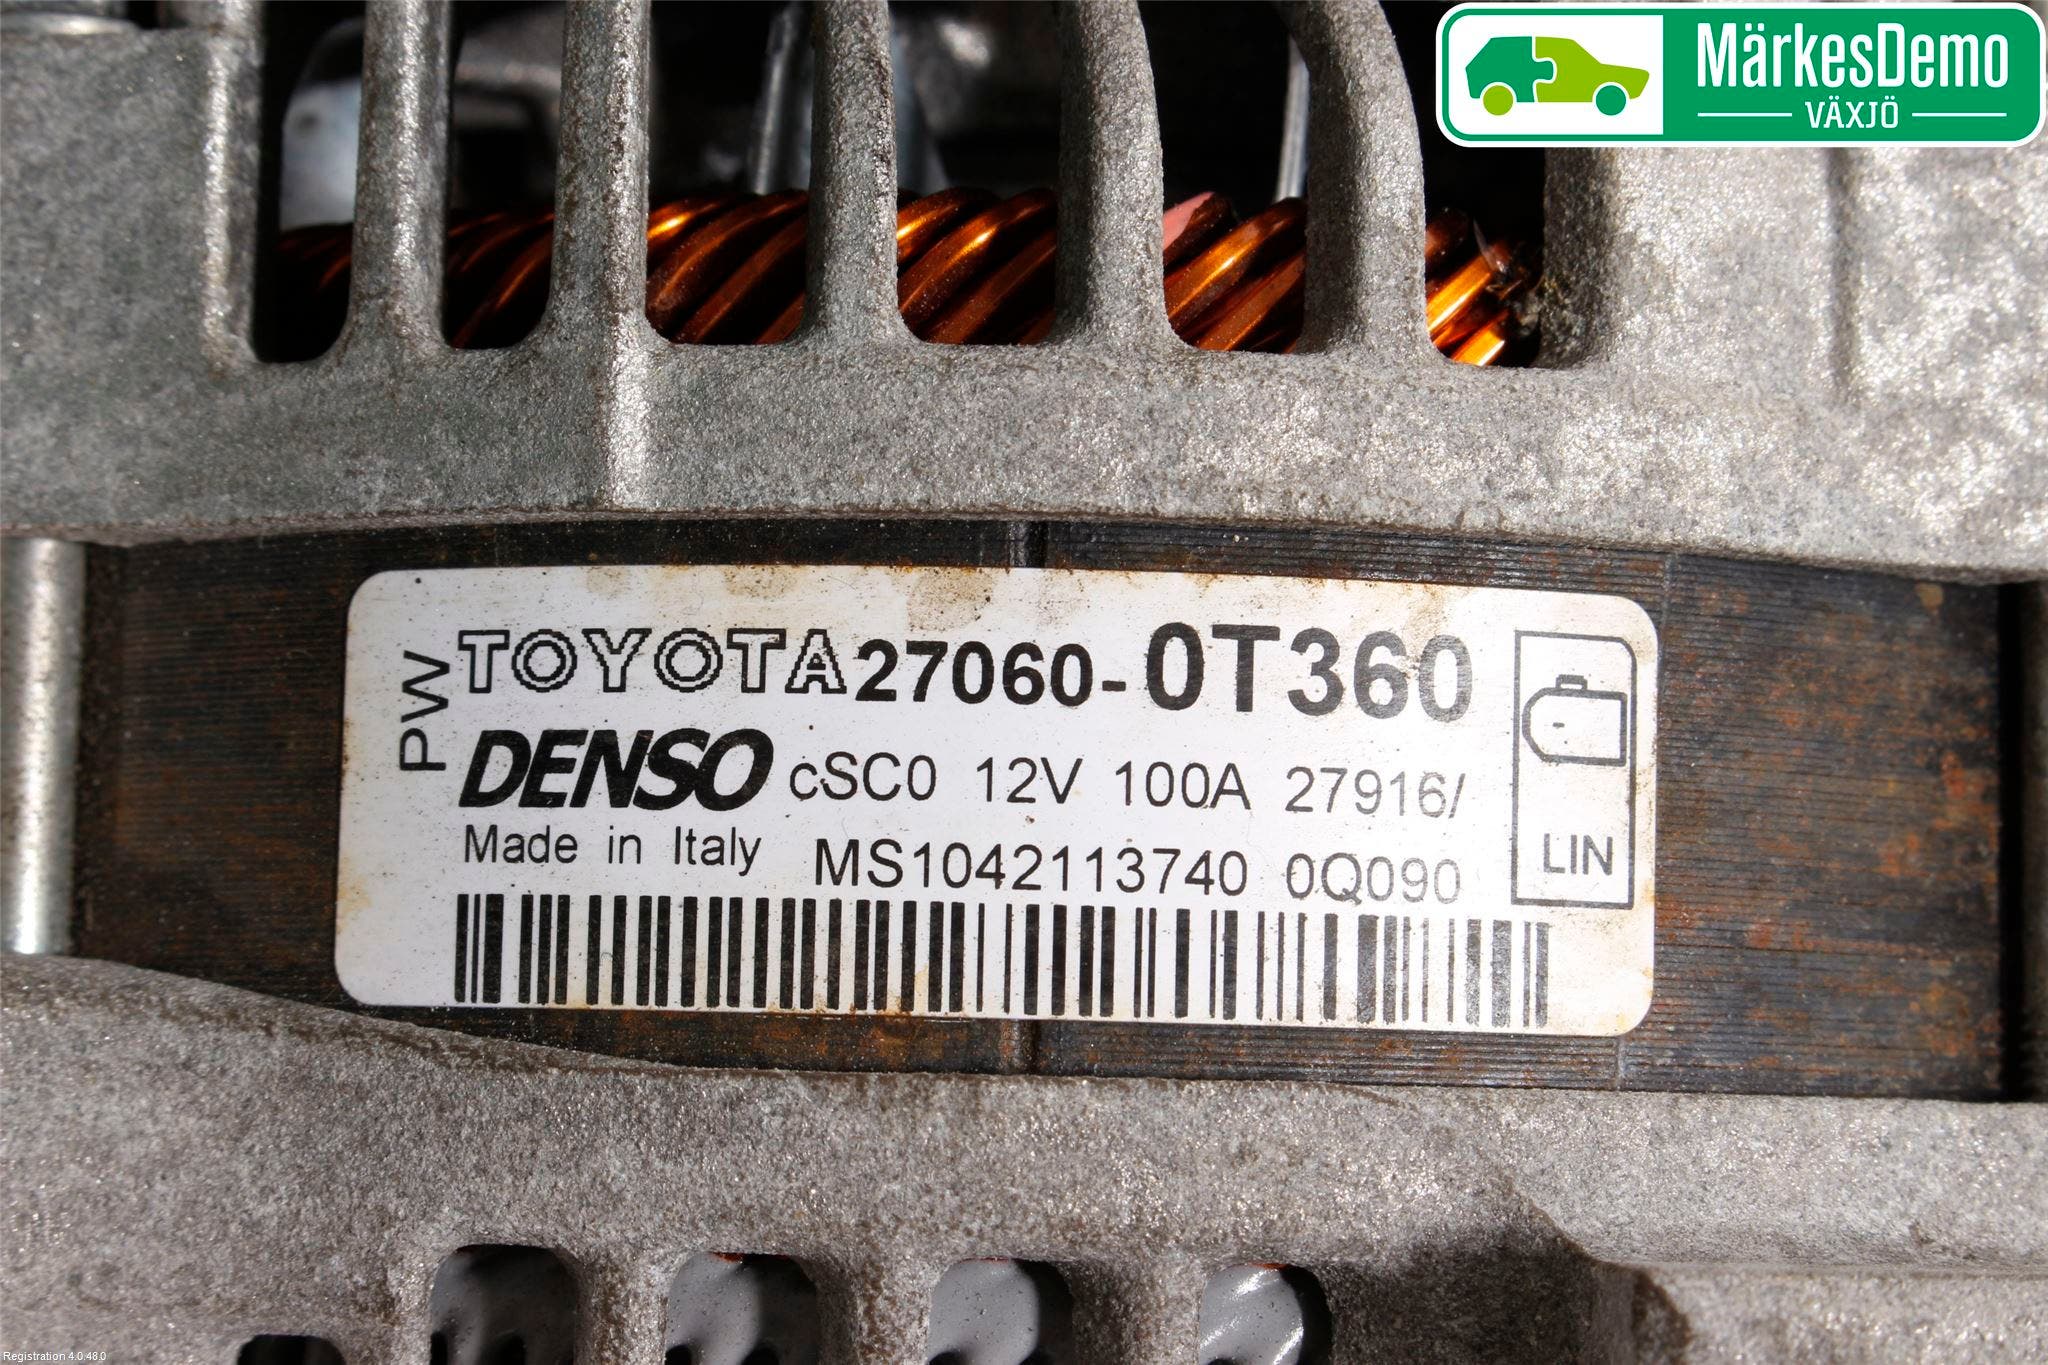 MärkesDemo
VÄXJÖ
PW
TOYOTA 27060-0T360
DENSO cSC0 12V 100A 27916/
Made in Italy MS1042113740 0Q090
LIN
Registration 4.0.48.0